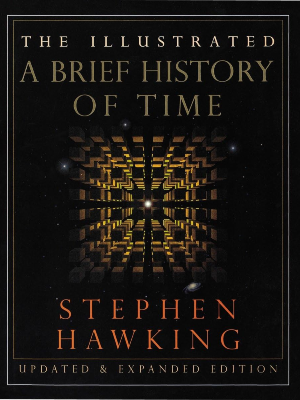 THE ILLUSTRATED
A BRIEF HISTORY
OF TIME
STEPHEN
HAWKING
UPDATED & EXPANDED EDITION